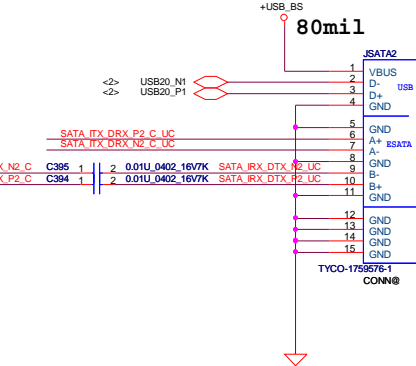 +USB_BS
80mil
JSATA2
1 VBUS
<2> USB20_N1 2 D- USB
<2> USB20_P1 3 D+
4 GND
5 GND
SATA_ITX_DRX_P2_C_UC 6 A+ ESATA
SATA_ITX_DRX_N2_C_UC 7 A-
8 GND
X_N2_C C395 1 2 0.01U_0402_16V7K SATA_IRX_DTX_N2_UC 9 B-
X_P2_C C394 1 2 0.01U_0402_16V7K SATA_IRX_DTX_P2_UC 10 B+
11 GND
12 GND
13 GND
14 GND
15 GND
TYCO-1759576-1
CONN@